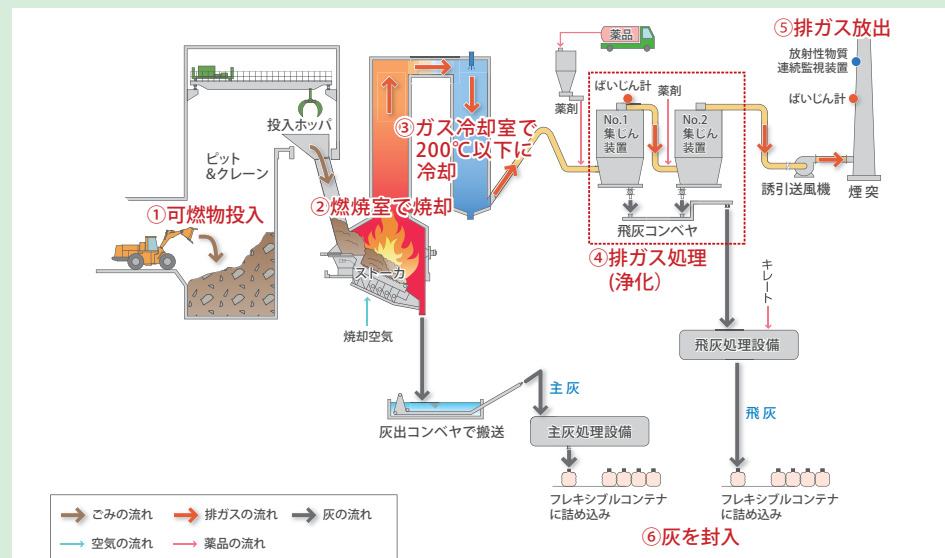 ⑤排ガス放出
薬品
放射性物質
連続監視装置
ばいじん計
薬剤
ばいじん計
薬剤
No.1
集じん
装置
No.2
集じん
装置
投入ホッパ
③ガス冷却室で
200℃以下に
冷却
ピット
&クレーン
誘引送風機
煙突
①可燃物投入
②燃焼室で焼却
飛灰コンベヤ
④排ガス処理
(浄化)
ストーカ
キレート
焼却空気
飛灰処理設備
主灰
飛灰
灰出コンベヤで搬送
主灰処理設備
フレキシブルコンテナ
に詰め込み
フレキシブルコンテナ
に詰め込み
⑥灰を封入
ごみの流れ
排ガスの流れ
灰の流れ
空気の流れ
薬品の流れ